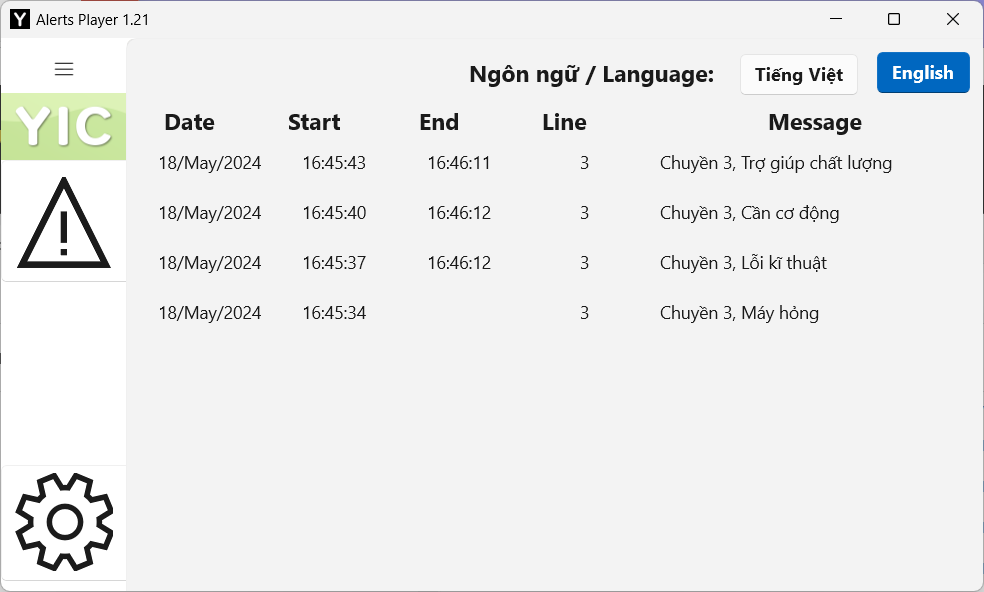 Alerts Player 1.21
Ngôn ngữ / Language: Tiếng Việt English
YIC
Date Start End Line Message
18/May/2024 16:45:43 16:46:11 3 Chuyền 3, Trợ giúp chất lượng
18/May/2024 16:45:40 16:46:12 3 Chuyền 3, Cần cơ động
18/May/2024 16:45:37 16:46:12 3 Chuyền 3, Lỗi kĩ thuật
18/May/2024 16:45:34 3 Chuyền 3, Máy hỏng